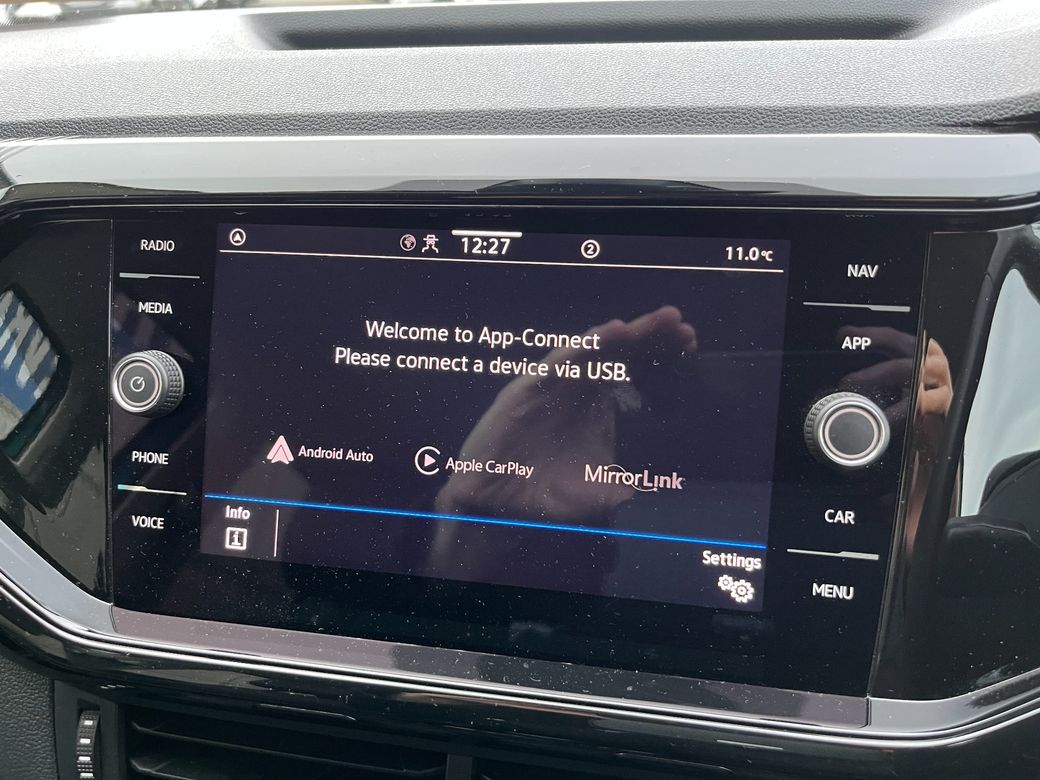 12:27
2
11.0°C
RADIO
MEDIA
PHONE
VOICE
Welcome to App-Connect
Please connect a device via USB.
Android Auto
Apple CarPlay
MirrorLink
Info
i
Settings
NAV
APP
CAR
MENU